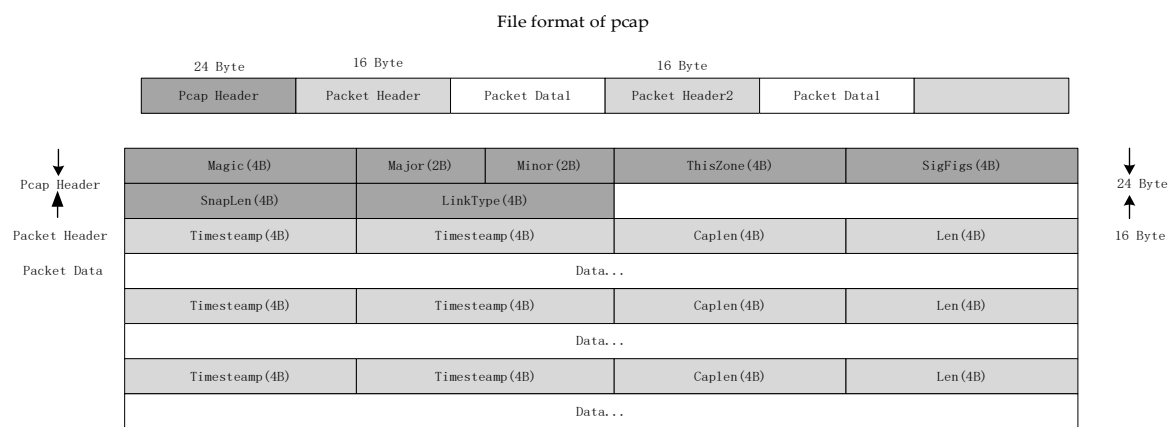 File format of pcap
24 Byte 16 Byte 16 Byte
Pcap Header Packet Header Packet Data1 Packet Header2 Packet Data1
Magic(4B) Major(2B) Minor(2B) ThisZone(4B) SigFigs(4B)
Pcap Header 24 Byte
SnapLen(4B) LinkType(4B)
Packet Header Timesteamp(4B) Timesteamp(4B) Caplen(4B) Len(4B) 16 Byte
Packet Data Data...
Timesteamp(4B) Timesteamp(4B) Caplen(4B) Len(4B)
Data...
Timesteamp(4B) Timesteamp(4B) Caplen(4B) Len(4B)
Data...